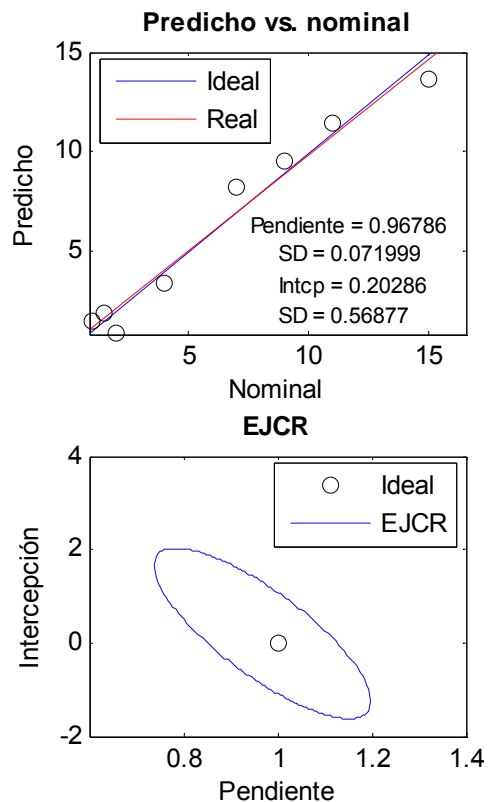 Predicho vs. nominal
15
10
5
Predicho
Ideal
Real
Pendiente = 0.96786
SD = 0.071999
Intcp = 0.20286
SD = 0.56877
5
10
15
Nominal
EJCR
4
2
0
-2
Intercepción
Ideal
EJCR
0.8
1
1.2
1.4
Pendiente